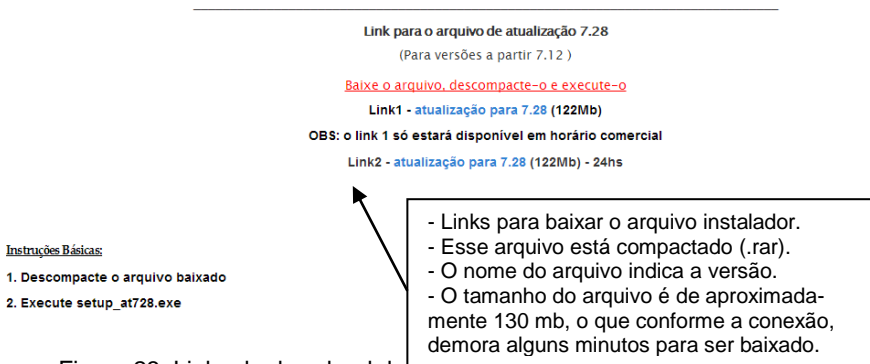 Link para o arquivo de atualização 7.28
(Para versões a partir 7.12 )
Baixe o arquivo, descompacte-o e execute-o
Link1 - atualização para 7.28 (122Mb)
OBS: o link 1 só estará disponível em horário comercial
Link2 - atualização para 7.28 (122Mb) - 24hs
- Links para baixar o arquivo instalador.
- Esse arquivo está compactado (.rar).
- O nome do arquivo indica a versão.
- O tamanho do arquivo é de aproximada-
mente 130 mb, o que conforme a conexão,
demora alguns minutos para ser baixado.
Instruções Básicas:
1. Descompacte o arquivo baixado
2. Execute setup_at728.exe